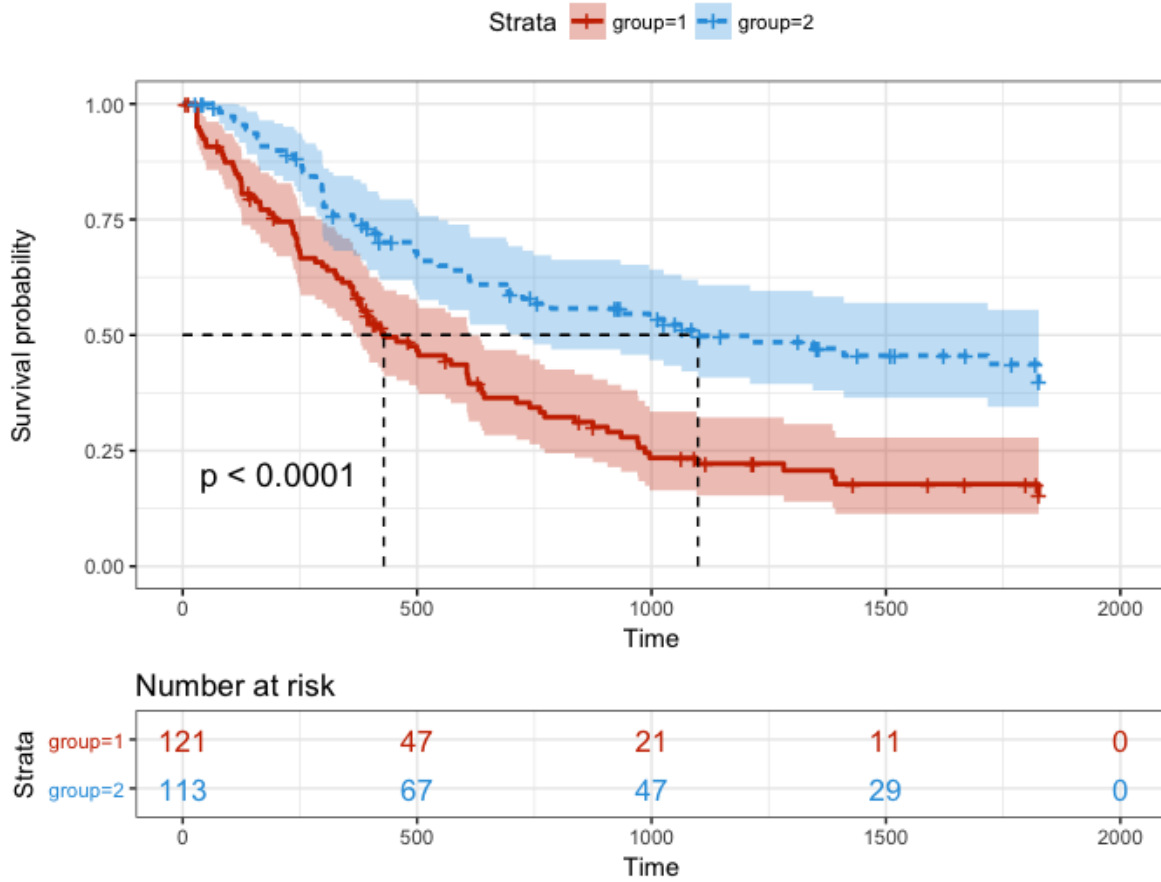 Strata group=1 group=2
1.00
0.75
0.50
0.25
0.00
Survival probability
p < 0.0001
0 500 1000 1500 2000
Time
Number at risk
Strata
group=1 121 47 21 11 0
group=2 113 67 47 29 0
0 500 1000 1500 2000
Time